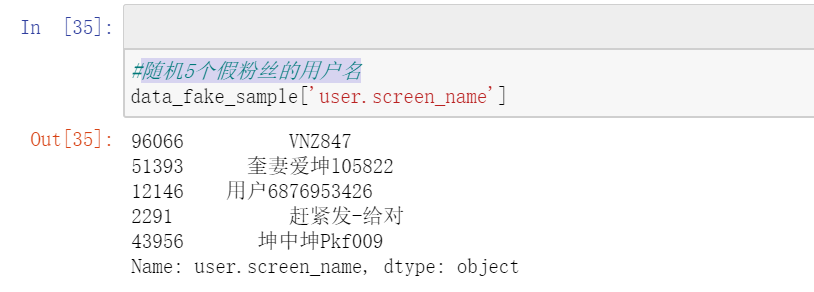 In [35]:
#随机5个假粉丝的用户名
data_fake_sample['user.screen_name']
Out[35]: 96066 VNZ847
51393 奎妻爱坤l05822
12146 用户6876953426
2291 赶紧发-给对
43956 坤中坤Pkf009
Name: user.screen_name, dtype: object